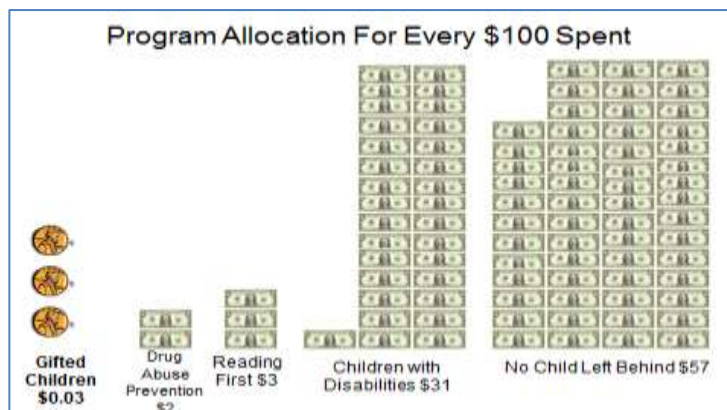 Program Allocation For Every $100 Spent
Gifted
Children
$0.03
Drug
Abuse
Prevention
$2
Reading
First $3
Children with
Disabilities $31
No Child Left Behind $57